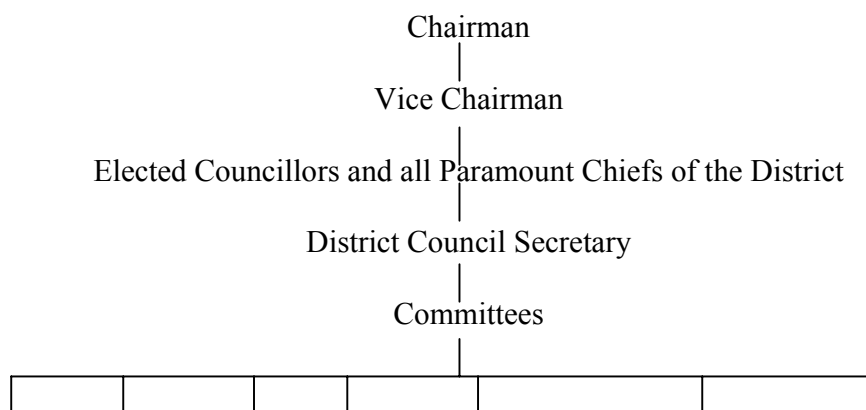 Chairman
Vice Chairman
Elected Councillors and all Paramount Chiefs of the District
District Council Secretary
Committees